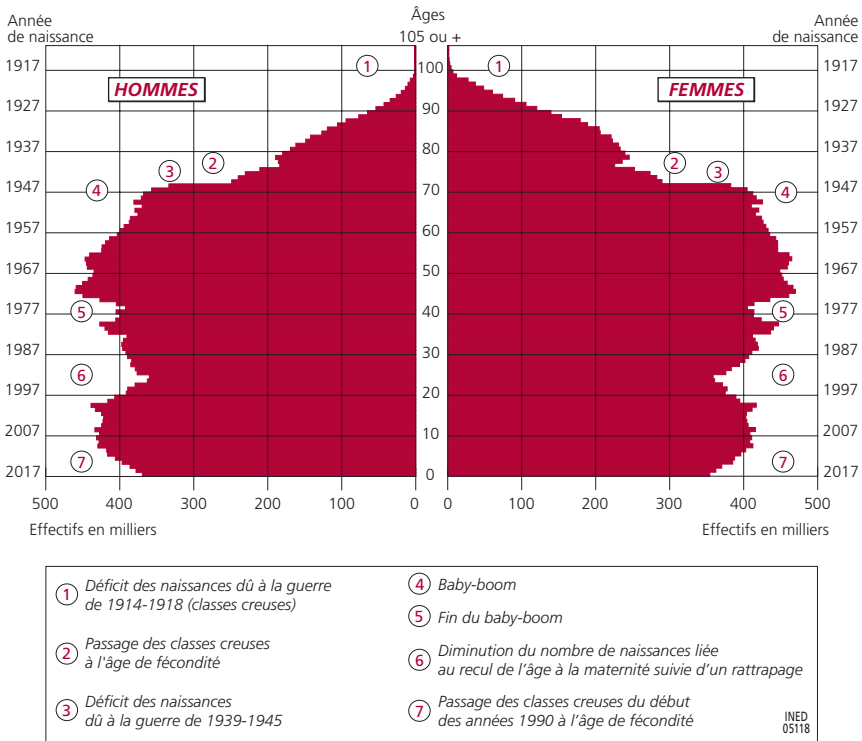 Année
de naissance
Âges
105 ou +
Année
de naissance
HOMMES
FEMMES
1917
1
100
1
1917
1927
90
1927
1937
2
80
2
1937
3
3
1947
4
70
4
1947
1957
60
1957
1967
50
1967
1977
5
40
5
1977
1987
30
1987
6
6
1997
20
1997
2007
10
2007
7
7
2017
0
2017
500
400
300
200
100
0
0
100
200
300
400
500
Effectifs en milliers
Effectifs en milliers
1 Déficit des naissances dû à la guerre
de 1914-1918 (classes creuses)
2 Passage des classes creuses
à l'âge de fécondité
3 Déficit des naissances
dû à la guerre de 1939-1945
4 Baby-boom
5 Fin du baby-boom
6 Diminution du nombre de naissances liée
au recul de l’âge à la maternité suivie d’un rattrapage
7 Passage des classes creuses du début
des années 1990 à l’âge de fécondité
INED
05118